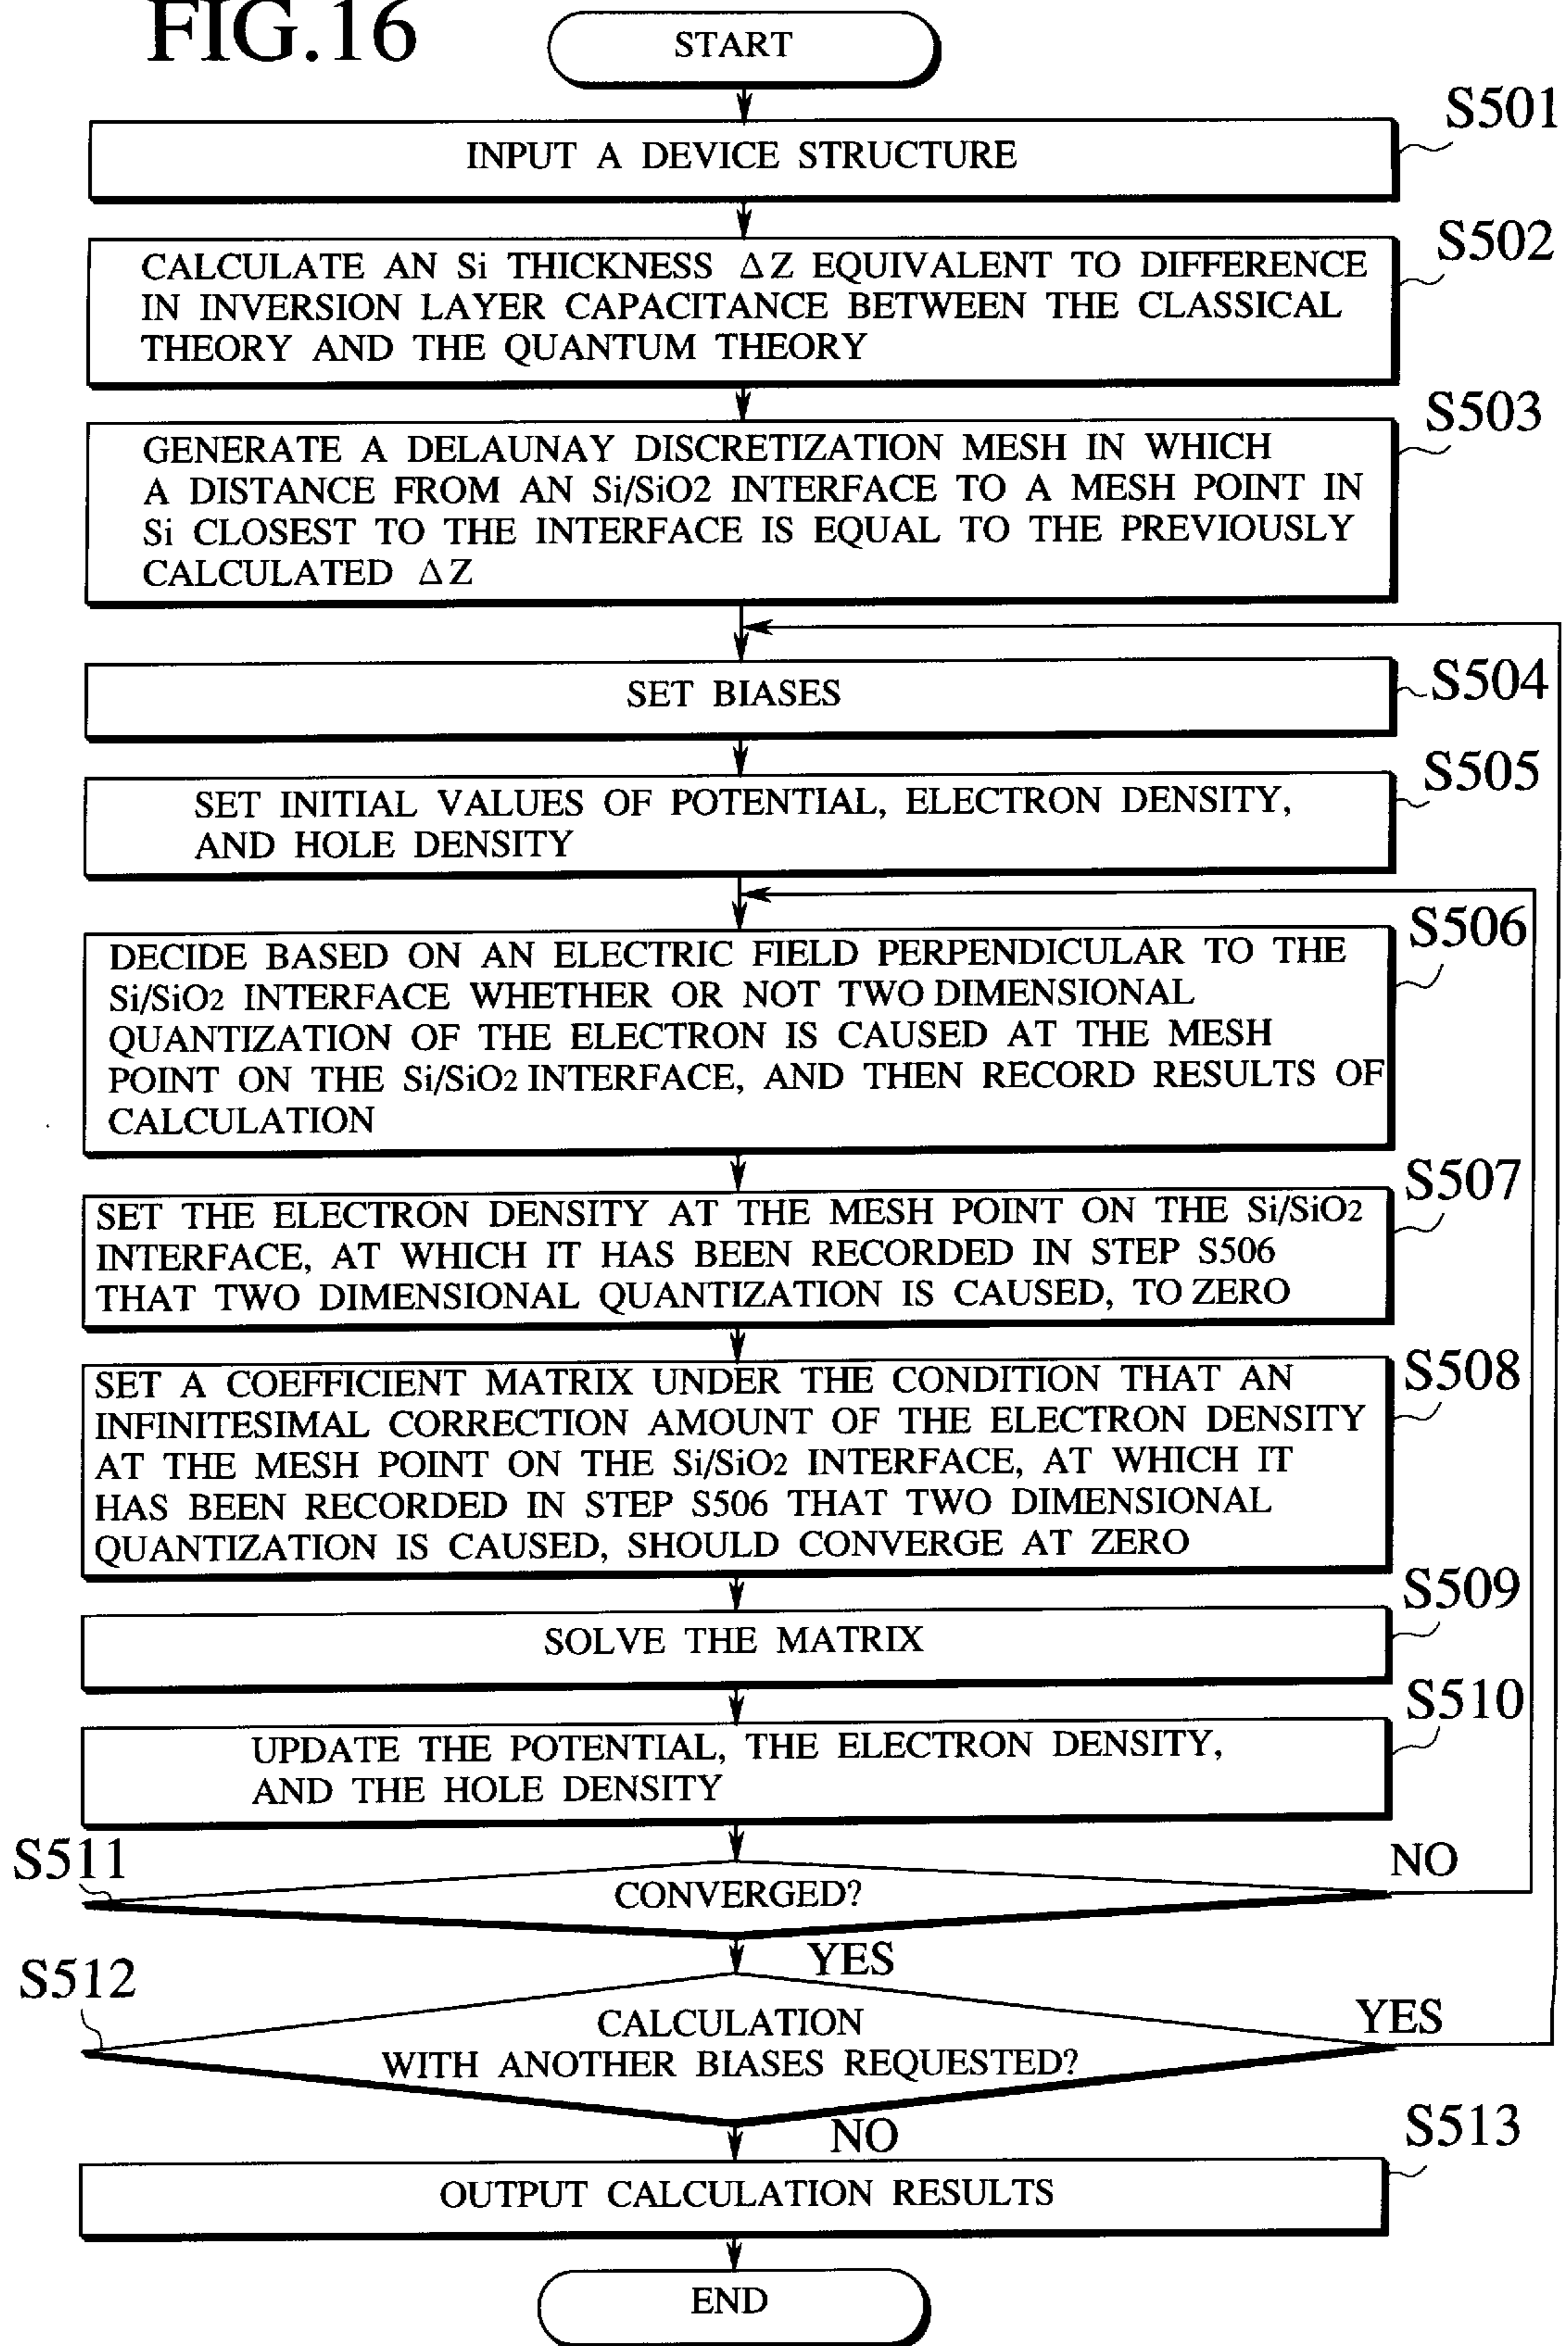 FIG.16
START
S501
INPUT A DEVICE STRUCTURE
S502
CALCULATE AN Si THICKNESS ΔZ EQUIVALENT TO DIFFERENCE
IN INVERSION LAYER CAPACITANCE BETWEEN THE CLASSICAL
THEORY AND THE QUANTUM THEORY
S503
GENERATE A DELAUNAY DISCRETIZATION MESH IN WHICH
A DISTANCE FROM AN Si/SiO2 INTERFACE TO A MESH POINT IN
Si CLOSEST TO THE INTERFACE IS EQUAL TO THE PREVIOUSLY
CALCULATED ΔZ
S504
SET BIASES
S505
SET INITIAL VALUES OF POTENTIAL, ELECTRON DENSITY,
AND HOLE DENSITY
S506
DECIDE BASED ON AN ELECTRIC FIELD PERPENDICULAR TO THE
Si/SiO2 INTERFACE WHETHER OR NOT TWO DIMENSIONAL
QUANTIZATION OF THE ELECTRON IS CAUSED AT THE MESH
POINT ON THE Si/SiO2 INTERFACE, AND THEN RECORD RESULTS OF
CALCULATION
S507
SET THE ELECTRON DENSITY AT THE MESH POINT ON THE Si/SiO2
INTERFACE, AT WHICH IT HAS BEEN RECORDED IN STEP S506
THAT TWO DIMENSIONAL QUANTIZATION IS CAUSED, TO ZERO
S508
SET A COEFFICIENT MATRIX UNDER THE CONDITION THAT AN
INFINITESIMAL CORRECTION AMOUNT OF THE ELECTRON DENSITY
AT THE MESH POINT ON THE Si/SiO2 INTERFACE, AT WHICH IT
HAS BEEN RECORDED IN STEP S506 THAT TWO DIMENSIONAL
QUANTIZATION IS CAUSED, SHOULD CONVERGE AT ZERO
S509
SOLVE THE MATRIX
S510
UPDATE THE POTENTIAL, THE ELECTRON DENSITY,
AND THE HOLE DENSITY
S511
NO
CONVERGED?
YES
S512
CALCULATION
WITH ANOTHER BIASES REQUESTED?
YES
NO
S513
OUTPUT CALCULATION RESULTS
END